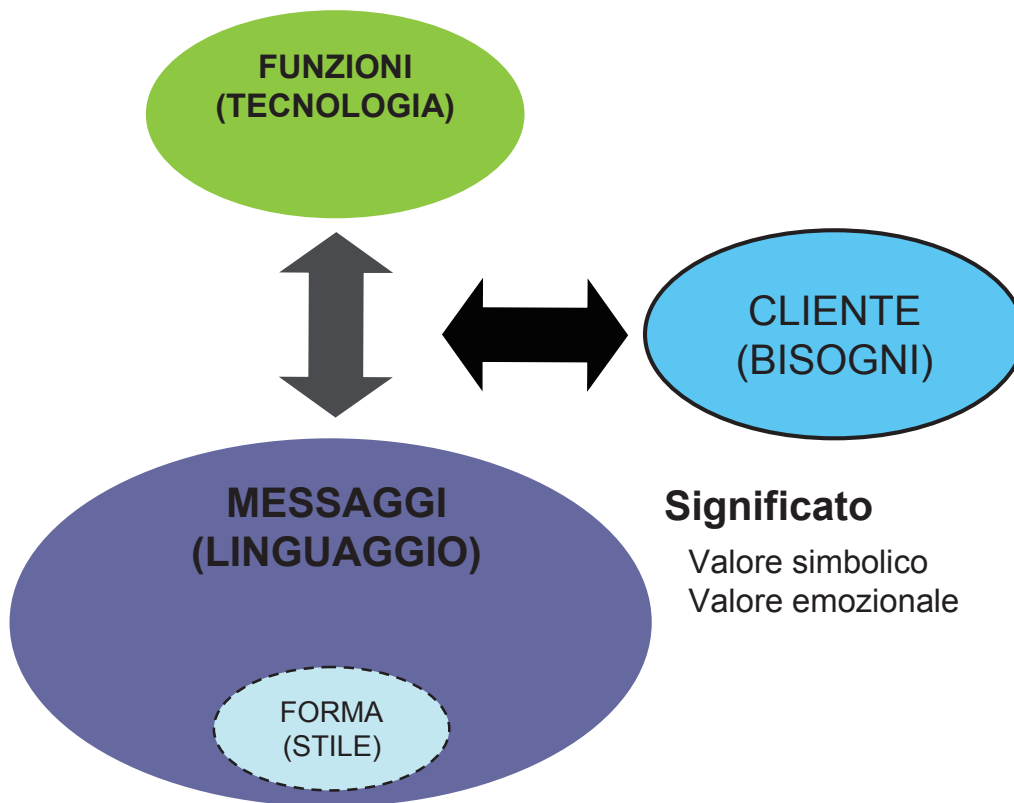 FUNZIONI
(TECNOLOGIA)
CLIENTE
(BISOGNI)
MESSAGGI
(LINGUAGGIO)
Significato
Valore simbolico
Valore emozionale
FORMA
(STILE)